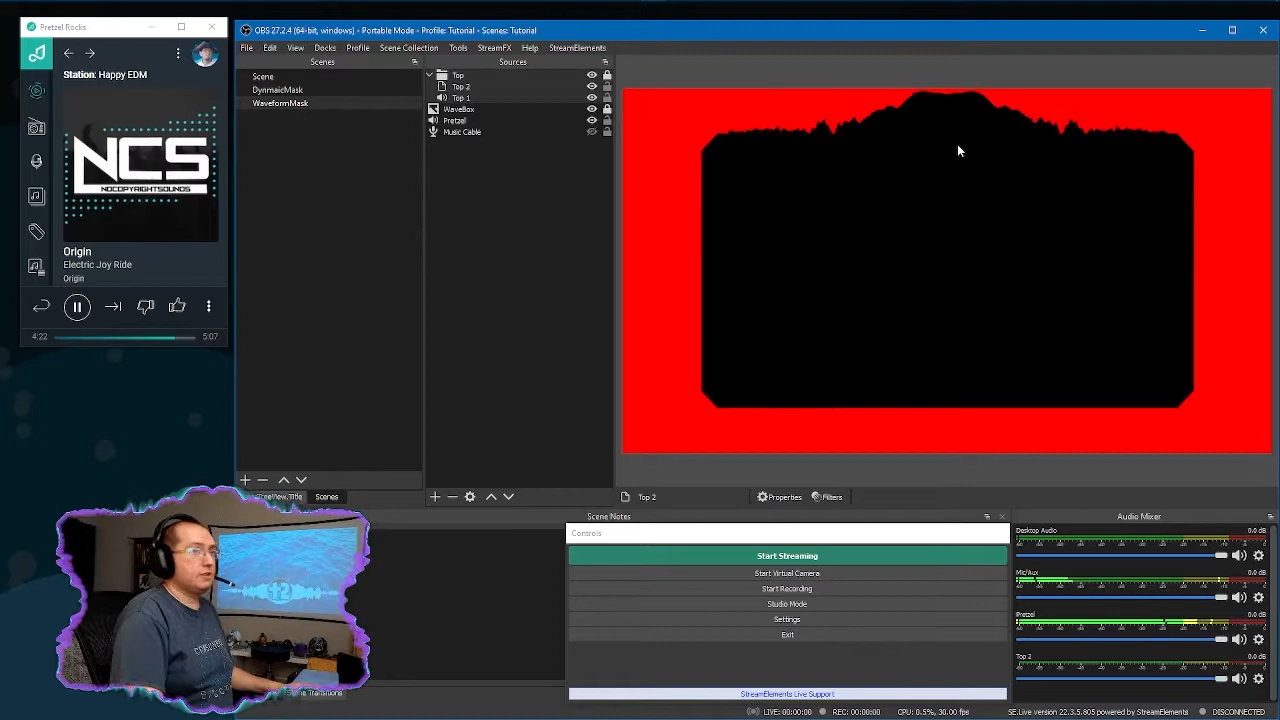 Pretzel Rocks
Station: Happy EDM
NCS
NOCOPYRIGHTSOUNDS
Origin
Electric Joy Ride
Origin
4:22
5:07
OBS 27.2.4 (64-bit, windows) - Portable Mode - Profile: Tutorial - Scenes: Tutorial
File Edit View Docks Profile Scene Collection Tools StreamFX Help StreamElements
Scenes
Scene
DynmaicMask
WaveformMask
Sources
Top
Top 2
Top 1
WaveBox
Pretzel
Music Cable
TreeView.Title
Scenes
Top 2
Properties
Filters
Scene Notes
Controls
Start Streaming
Start Virtual Camera
Start Recording
Studio Mode
Settings
Exit
StreamElements Live Support
Scene Transitions
Audio Mixer
Desktop Audio
0.0 dB
Mic/Aux
0.0 dB
Pretzel
0.0 dB
Top 2
0.0 dB
LIVE: 00:00:00
REC: 00:00:00
CPU: 0.5%, 30.00 fps
SE.Live version 22.3.5.805 powered by StreamElements
DISCONNECTED